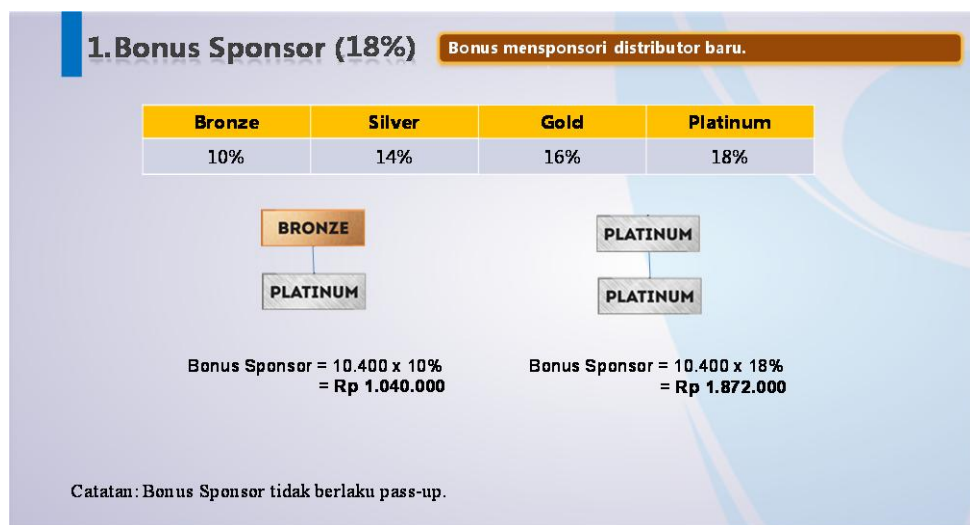 1.Bonus Sponsor (18%)
Bonus mensponsori distributor baru.
Bronze Silver Gold Platinum
10% 14% 16% 18%
BRONZE
PLATINUM
Bonus Sponsor = 10.400 x 10%
= Rp 1.040.000
PLATINUM
PLATINUM
Bonus Sponsor = 10.400 x 18%
= Rp 1.872.000
Catatan: Bonus Sponsor tidak berlaku pass-up.